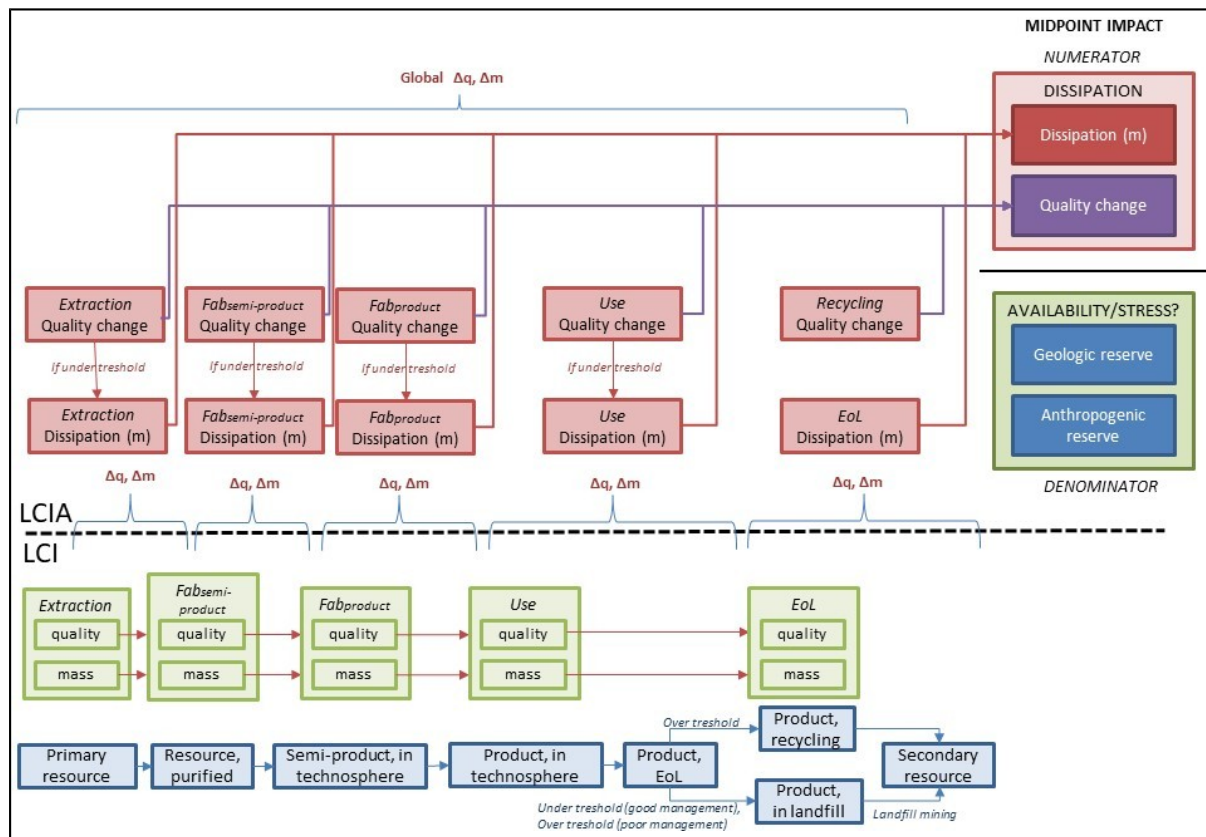 MIDPOINT IMPACT
NUMERATOR
Global Δq, Δm
DISSIPATION
Dissipation (m)
Quality change
Extraction
Quality change
Fabsemi-product
Quality change
Fabproduct
Quality change
Use
Quality change
Recycling
Quality change
If under treshold
If under treshold
If under treshold
If under treshold
Extraction
Dissipation (m)
Fabsemi-product
Dissipation (m)
Fabproduct
Dissipation (m)
Use
Dissipation (m)
EoL
Dissipation (m)
AVAILABILITY/STRESS?
Geologic reserve
Anthropogenic
reserve
DENOMINATOR
Δq, Δm
Δq, Δm
Δq, Δm
Δq, Δm
Δq, Δm
LCIA
LCI
Extraction
quality
mass
Fabsemi-
product
quality
mass
Fabproduct
quality
mass
Use
quality
mass
EoL
quality
mass
Primary
resource
Resource,
purified
Semi-product, in
technosphere
Product, in
technosphere
Product,
EoL
Over treshold
Product,
recycling
Under treshold (good management),
Over treshold (poor management)
Product,
in landfill
Landfill mining
Secondary
resource